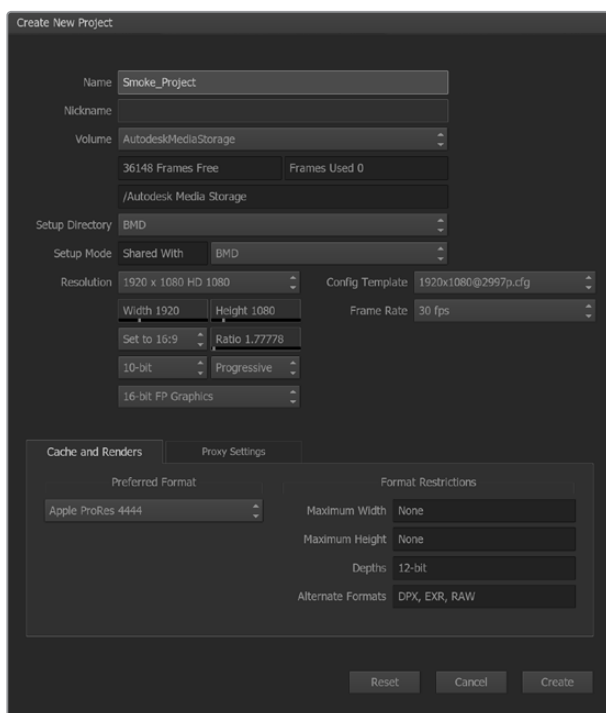 Create New Project
Name Smoke_Project
Nickname
Volume AutodeskMediaStorage
36148 Frames Free Frames Used 0
/Autodesk Media Storage
Setup Directory BMD
Setup Mode Shared With BMD
Resolution 1920 x 1080 HD 1080 Config Template 1920x1080@2997p.cfg
Width 1920 Height 1080 Frame Rate 30 fps
Set to 16:9 Ratio 1.77778
10-bit Progressive
16-bit FP Graphics
Cache and Renders Proxy Settings
Preferred Format Format Restrictions
Apple ProRes 4444 Maximum Width None
Maximum Height None
Depths 12-bit
Alternate Formats DPX, EXR, RAW
Reset Cancel Create